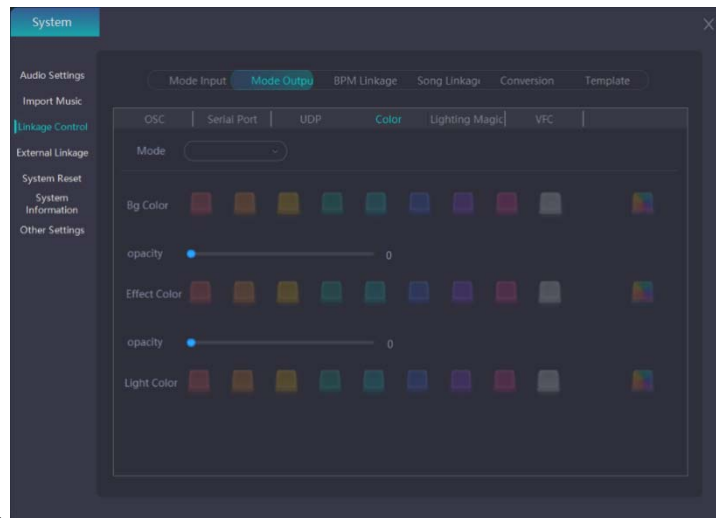 System
Audio Settings
Import Music
Linkage Control
External Linkage
System Reset
System
Information
Other Settings
Mode Input Mode Outpu BPM Linkage Song Linkag Conversion Template
OSC Serial Port UDP Color Lighting Magic VFC
Mode
Bg Color
opacity 0
Effect Color
opacity 0
Light Color